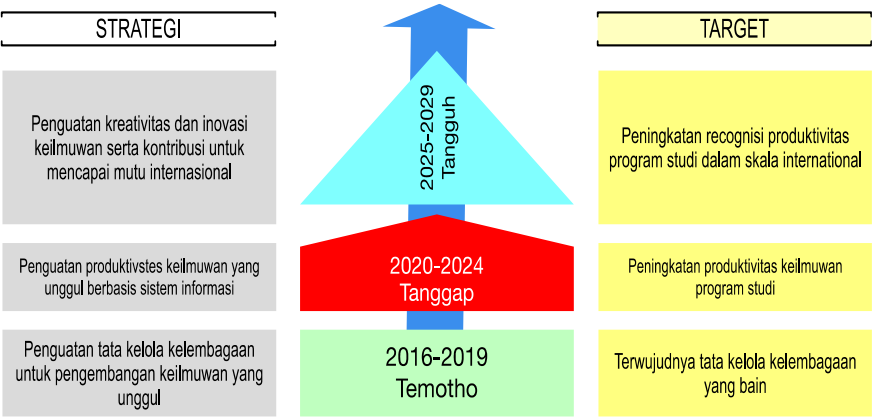 STRATEGI
TARGET
Penguatan kreativitas dan inovasi
keilmuwan serta kontribusi untuk
mencapai mutu internasional
2025-2029
Tangguh
Peningkatan recognisi produktivitas
program studi dalam skala international
Penguatan produktivstes keilmuwan yang
unggul berbasis sistem informasi
2020-2024
Tanggap
Peningkatan produktivitas keilmuwan
program studi
Penguatan tata kelola kelembagaan
untuk pengembangan keilmuwan yang
unggul
2016-2019
Temotho
Terwujudnya tata kelola kelembagaan
yang bain